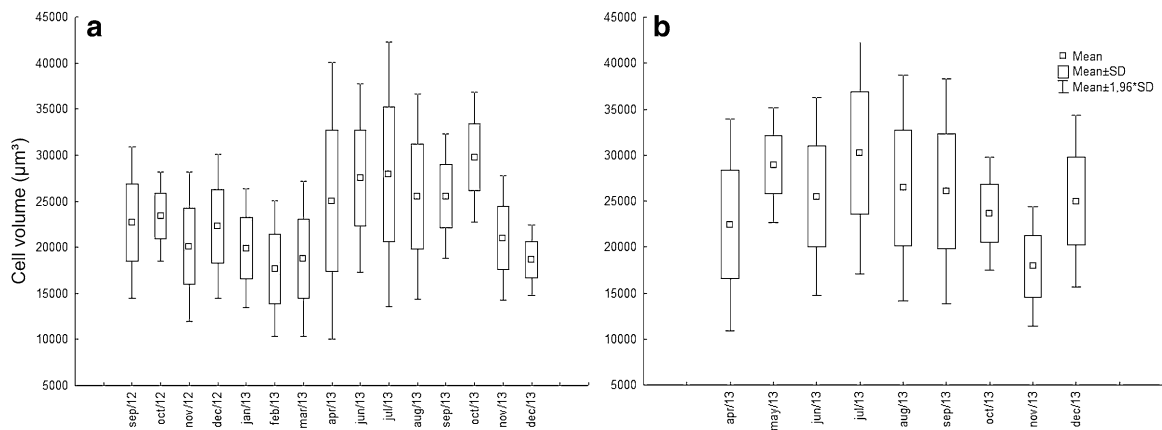 a
45000
40000
35000
30000
25000
20000
15000
10000
5000
Cell volume (µm³)
sep/12
oct/12
nov/12
dec/12
jan/13
feb/13
mar/13
apr/13
jun/13
jul/13
aug/13
sep/13
oct/13
nov/13
dec/13
b
45000
40000
35000
30000
25000
20000
15000
10000
5000
Mean
Mean±SD
Mean±1,96*SD
apr/13
may/13
jun/13
jul/13
aug/13
sep/13
oct/13
nov/13
dec/13